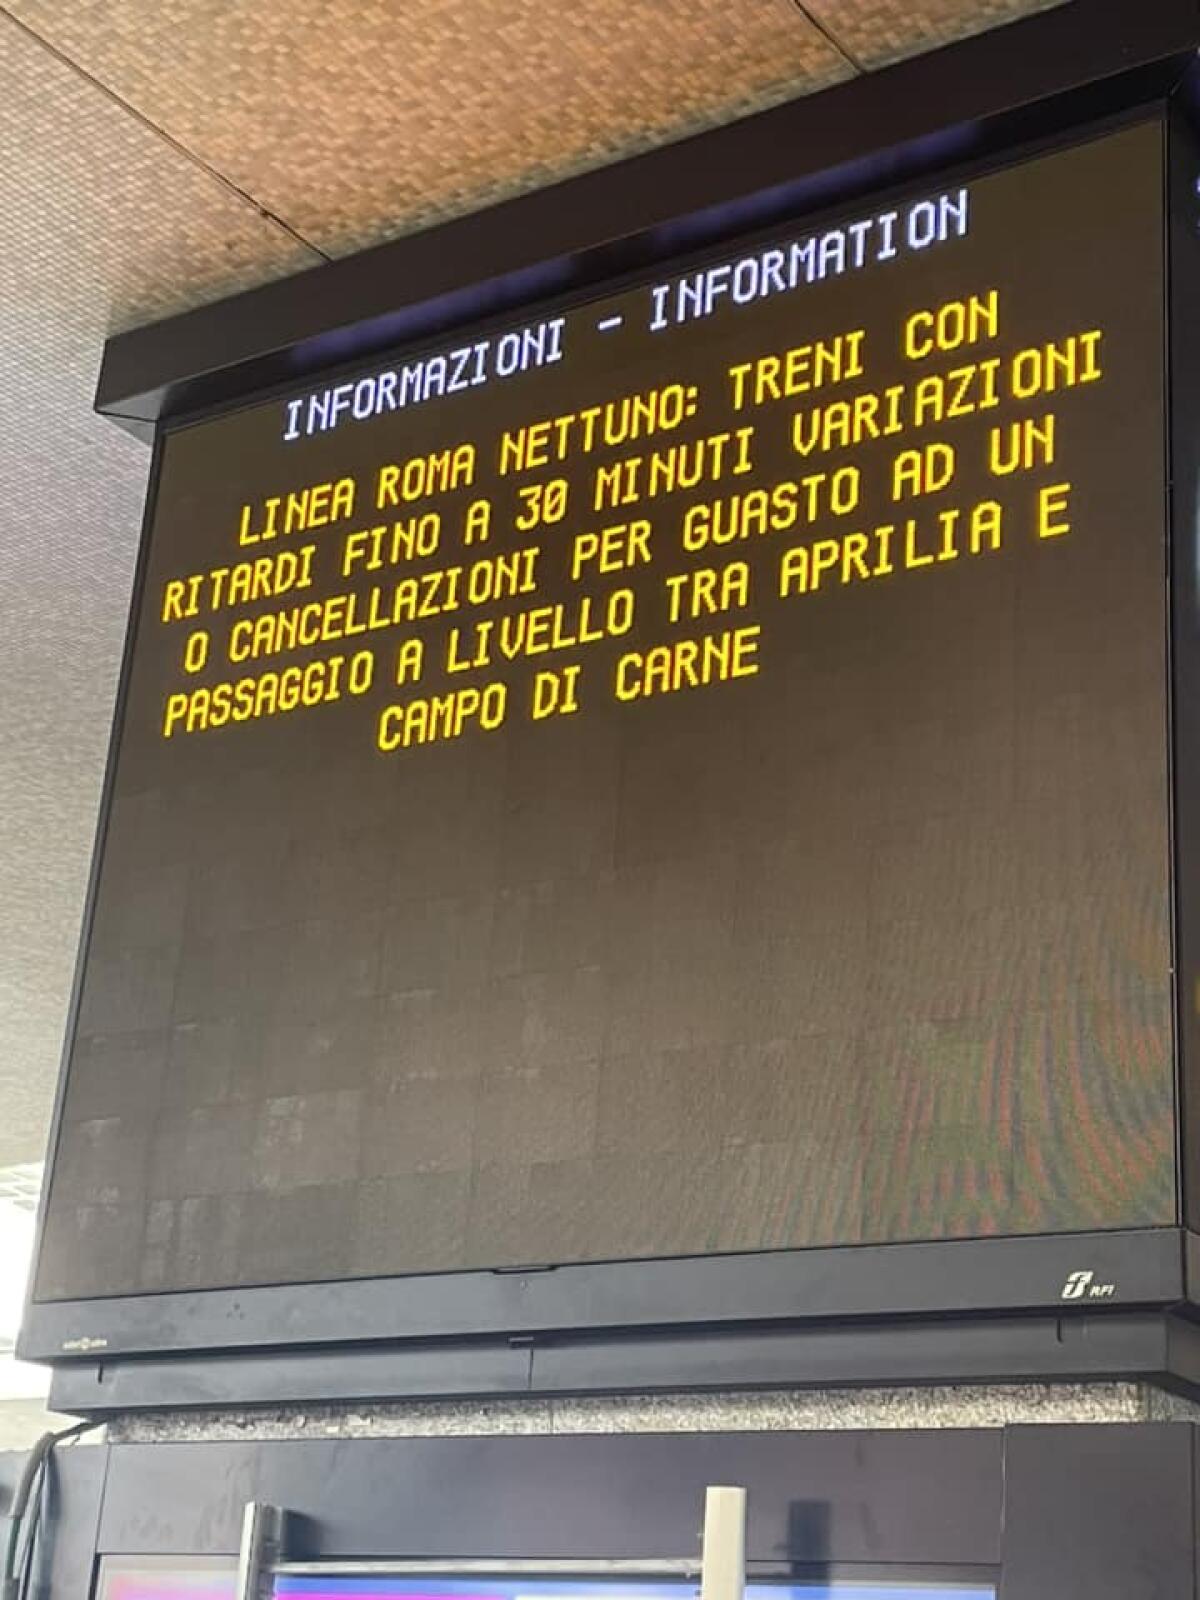 INFORMAZIONI - INFORMATION
LINEA ROMA NETTUNO: TRENI CON
RITARDI FINO A 30 MINUTI VARIAZIONI
O CANCELLAZIONI PER GUASTO AD UN
PASSAGGIO A LIVELLO TRA APRILIA E
CAMPO DI CARNE
RFI